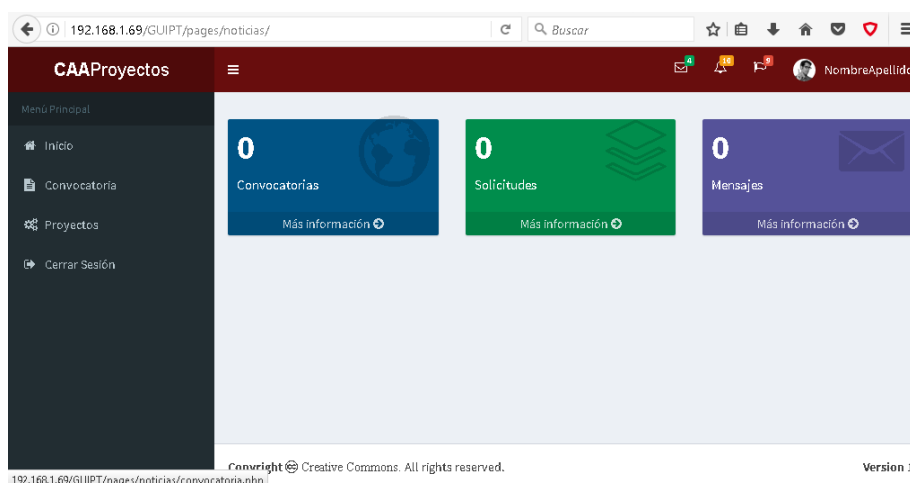 192.168.1.69/GUIPT/pages/noticias/
Buscar
CAAProyectos
4
10
9
NombreApellido
Menú Principal
Inicio
Convocatoria
Proyectos
Cerrar Sesión
0
Convocatorias
Más información
0
Solicitudes
Más información
0
Mensajes
Más información
Copyright Creative Commons. All rights reserved.
Version 1
192.168.1.69/GUIPT/pages/noticias/convocatoria.php